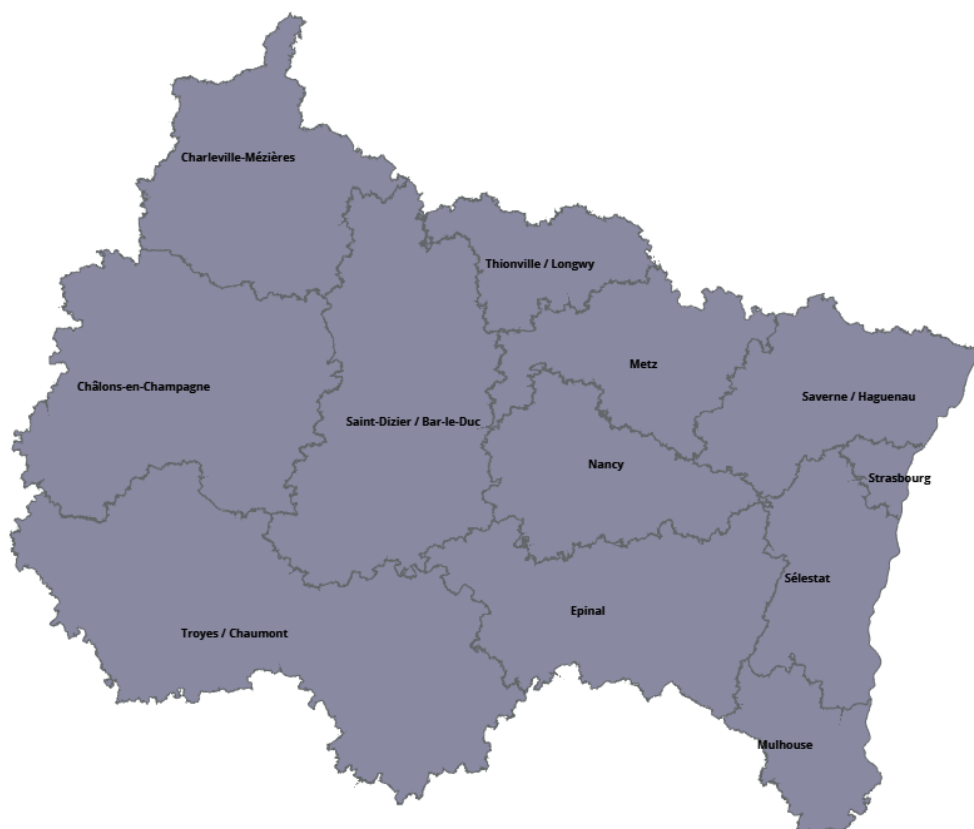 Charleville-Mézières
Thionville / Longwy
Metz
Châlons-en-Champagne
Saverne / Haguenau
Saint-Dizier / Bar-le-Duc
Nancy
Strasbourg
Sélestat
Epinal
Troyes / Chaumont
Mulhouse